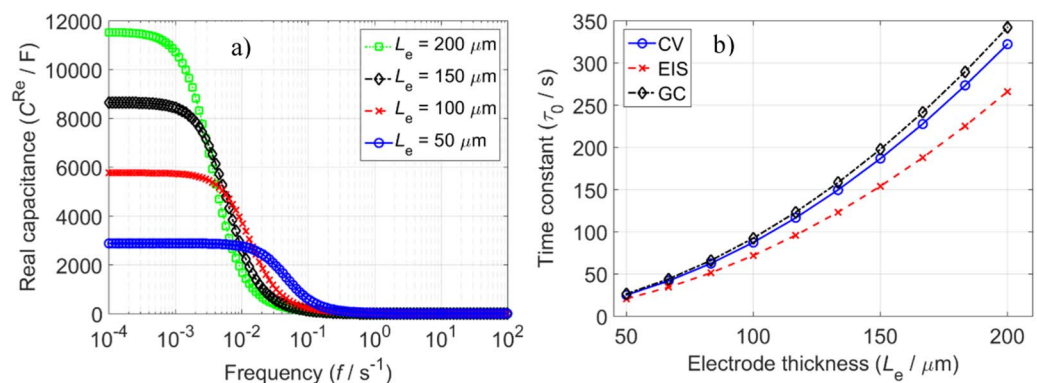 a)
12000
10000
8000
6000
4000
2000
0
Real capacitance (C^Re / F)
10^-4 10^-3 10^-2 10^-1 10^0 10^1 10^2
Frequency (f / s^-1)
L_e = 200 μm
L_e = 150 μm
L_e = 100 μm
L_e = 50 μm
b)
350
300
250
200
150
100
50
0
Time constant (τ_0 / s)
50 100 150 200
Electrode thickness (L_e / μm)
CV
EIS
GC